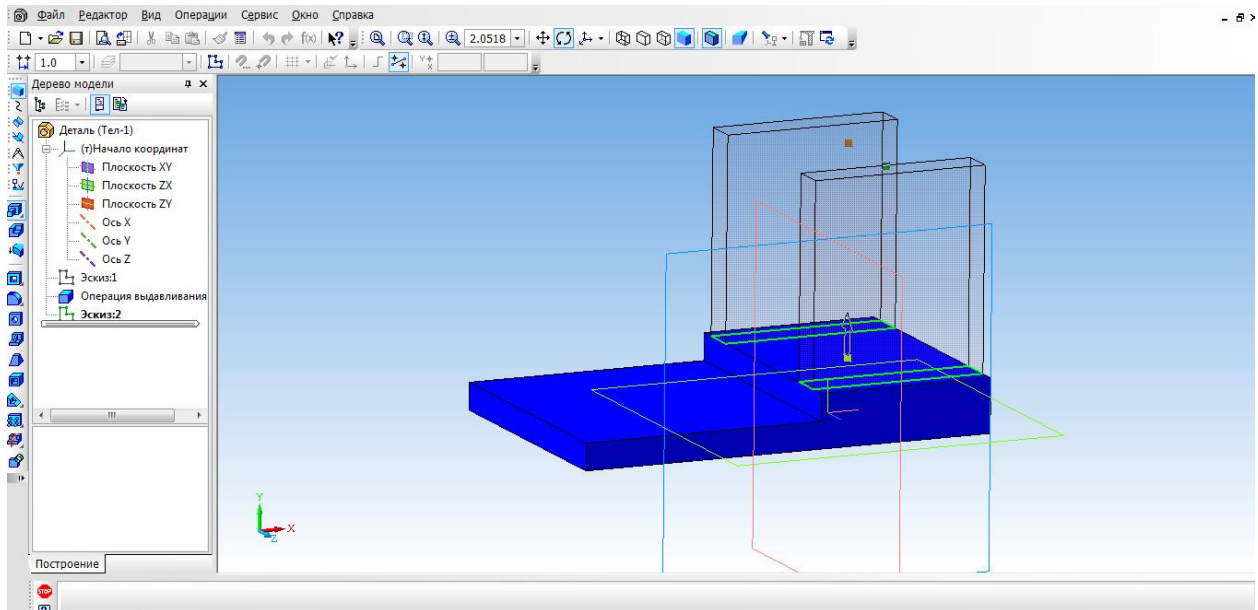 Файл Редактор Вид Операции Сервис Окно Справка
2.0518
1.0
Дерево модели
Деталь (Тел-1)
(т)Начало координат
Плоскость XY
Плоскость ZX
Плоскость ZY
Ось X
Ось Y
Ось Z
Эскиз:1
Операция выдавливания
Эскиз:2
Y
X
Z
Построение
STOP